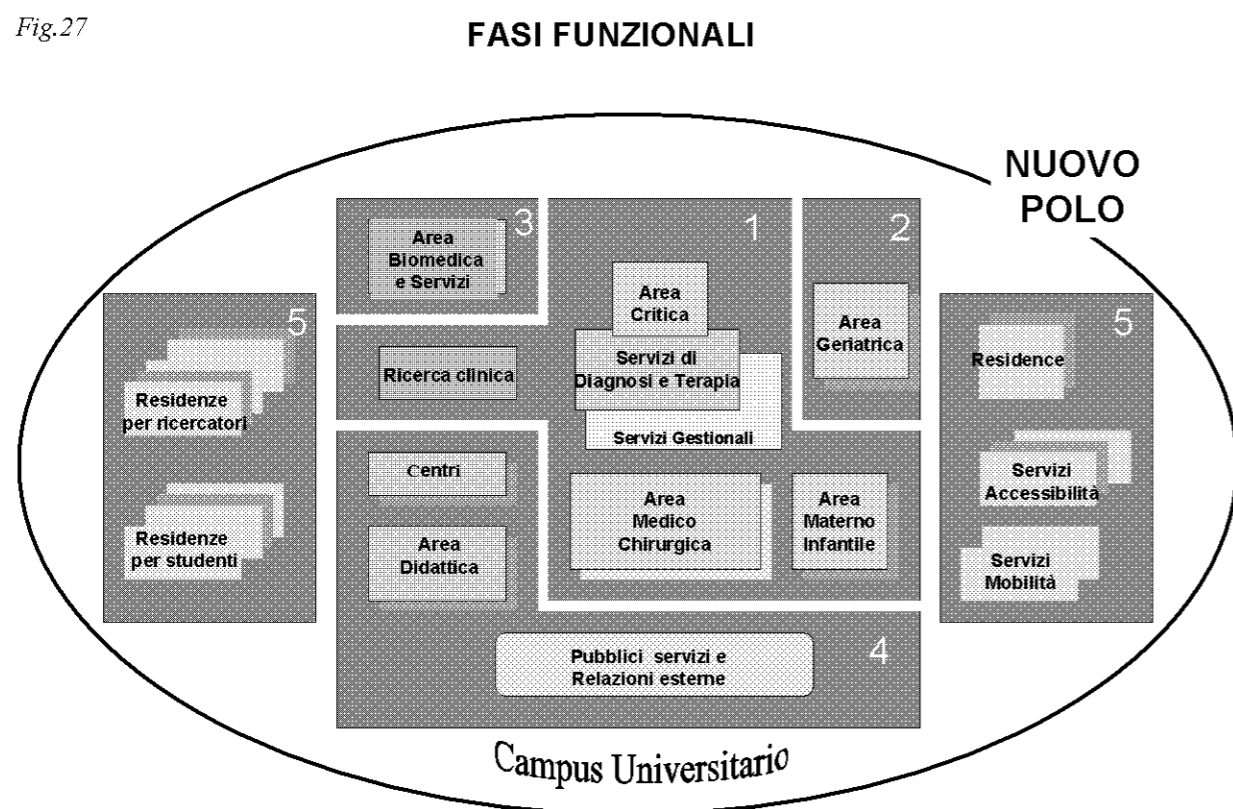 Fig.27
FASI FUNZIONALI
NUOVO
POLO
3
Area
Biomedica
e Servizi
1
Area
Critica
Servizi di
Diagnosi e Terapia
Servizi Gestionali
2
Area
Geriatrica
5
Residenze
per ricercatori
Residenze
per studenti
Ricerca clinica
Centri
Area
Didattica
Area
Medico
Chirurgica
Area
Materno
Infantile
5
Residence
Servizi
Accessibilità
Servizi
Mobilità
4
Pubblici servizi e
Relazioni esterne
Campus Universitario